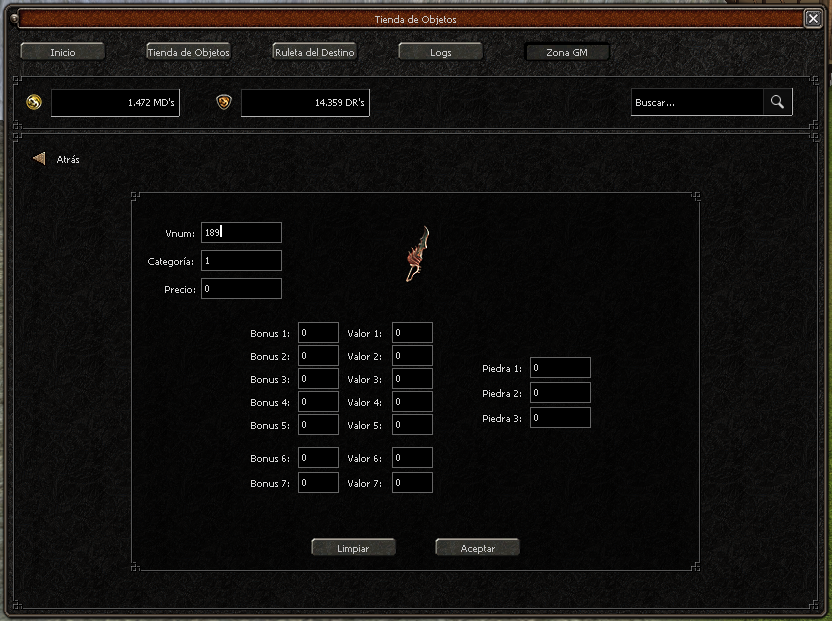 Tienda de Objetos
Inicio Tienda de Objetos Ruleta del Destino Logs Zona GM
1.472 MD's 14.359 DR's Buscar...
Atrás
Vnum: 189
Categoría: 1
Precio: 0
Bonus 1: 0 Valor 1: 0
Bonus 2: 0 Valor 2: 0
Piedra 1: 0
Bonus 3: 0 Valor 3: 0
Piedra 2: 0
Bonus 4: 0 Valor 4: 0
Piedra 3: 0
Bonus 5: 0 Valor 5: 0
Bonus 6: 0 Valor 6: 0
Bonus 7: 0 Valor 7: 0
Limpiar Aceptar